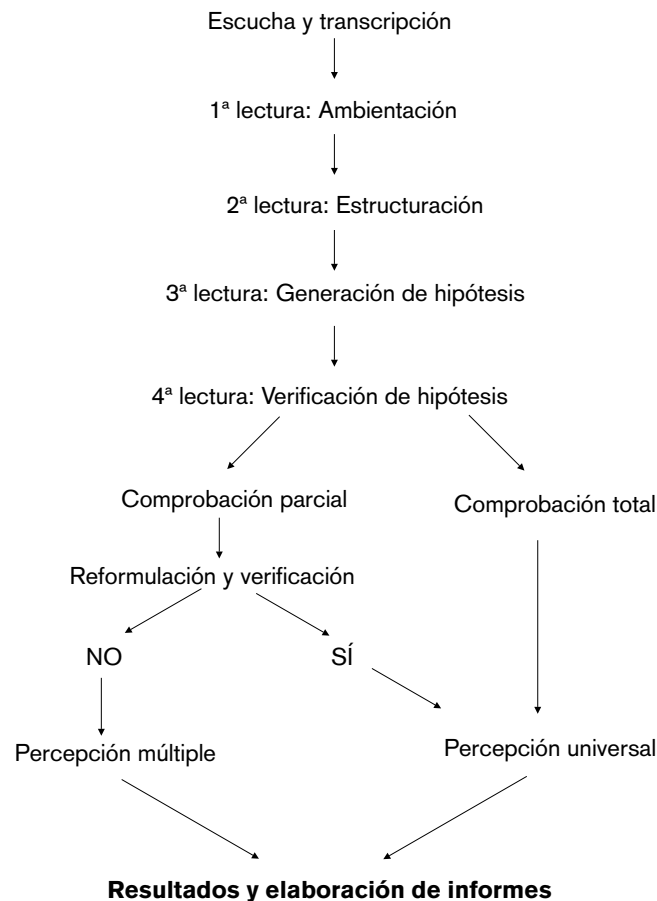 Escucha y transcripción
1ª lectura: Ambientación
2ª lectura: Estructuración
3ª lectura: Generación de hipótesis
4ª lectura: Verificación de hipótesis
Comprobación parcial
Comprobación total
Reformulación y verificación
NO
SÍ
Percepción múltiple
Percepción universal
Resultados y elaboración de informes